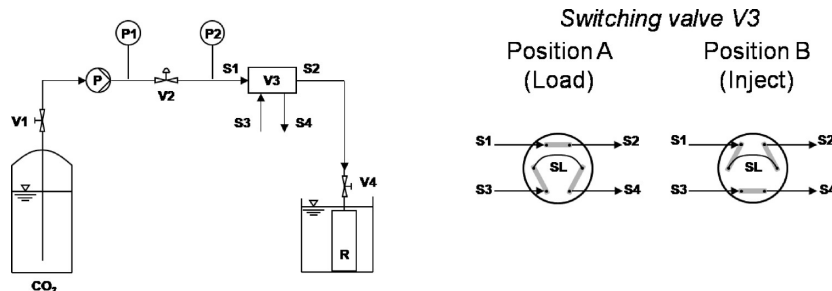 Switching valve V3
Position A
(Load)
Position B
(Inject)
P1
P2
P
V2
S1
V3
S2
S3
S4
V1
V4
R
CO₂
S1
S2
SL
S3
S4
S1
S2
SL
S3
S4